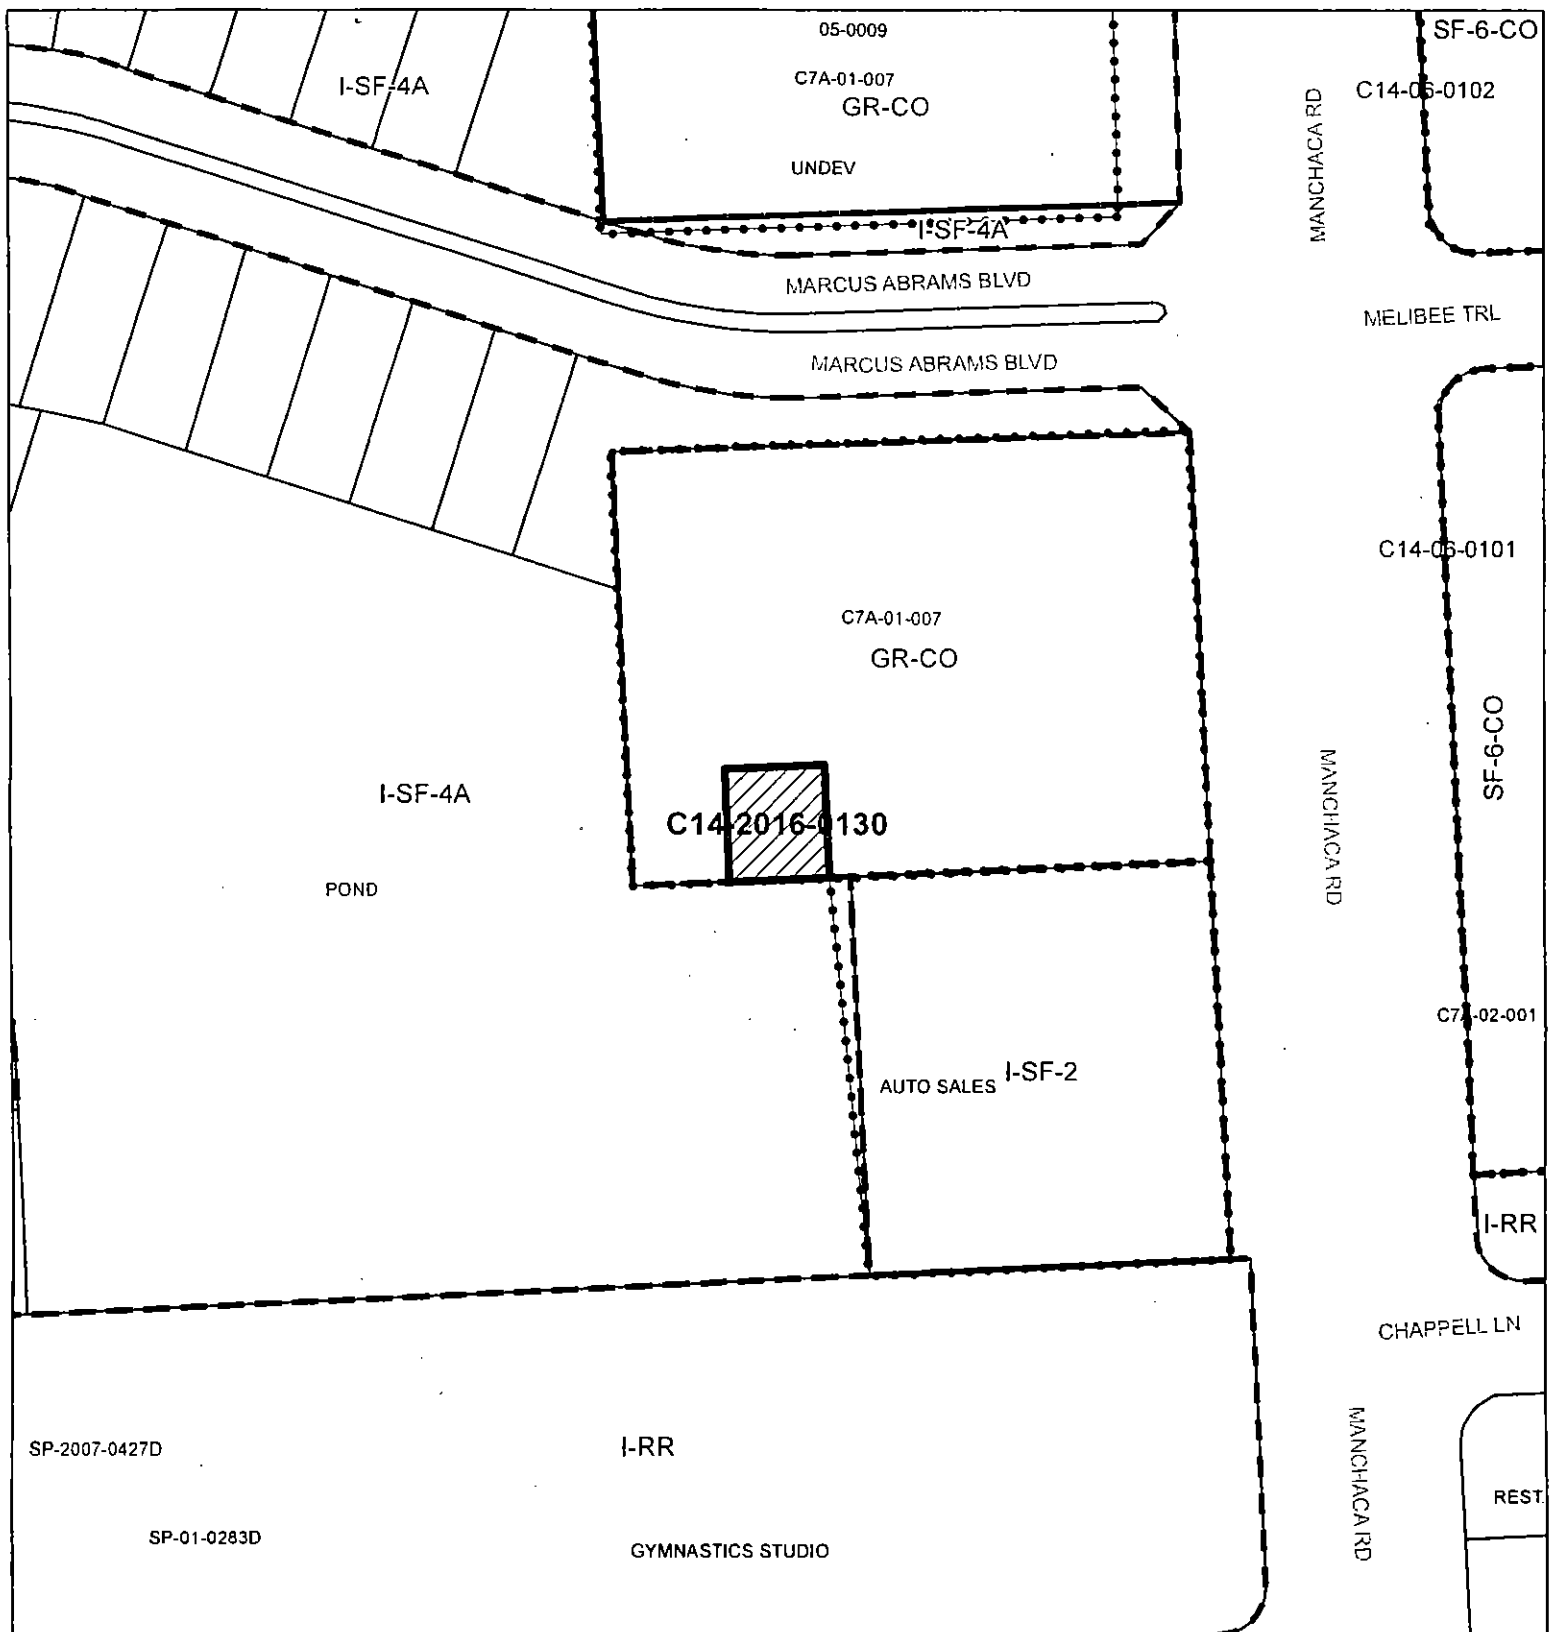 05-0009
SF-6-CO
I-SF-4A
C7A-01-007
GR-CO
C14-06-0102
MANCHACA RD
UNDEV
I-SF-4A
MARCUS ABRAMS BLVD
MELIBEE TRL
MARCUS ABRAMS BLVD
C14-06-0101
C7A-01-007
GR-CO
SF-6-CO
MANCHACA RD
I-SF-4A
C14-2016-0130
POND
C7A-02-001
AUTO SALES
I-SF-2
I-RR
CHAPPELL LN
MANCHACA RD
SP-2007-0427D
I-RR
REST.
SP-01-0283D
GYMNASTICS STUDIO